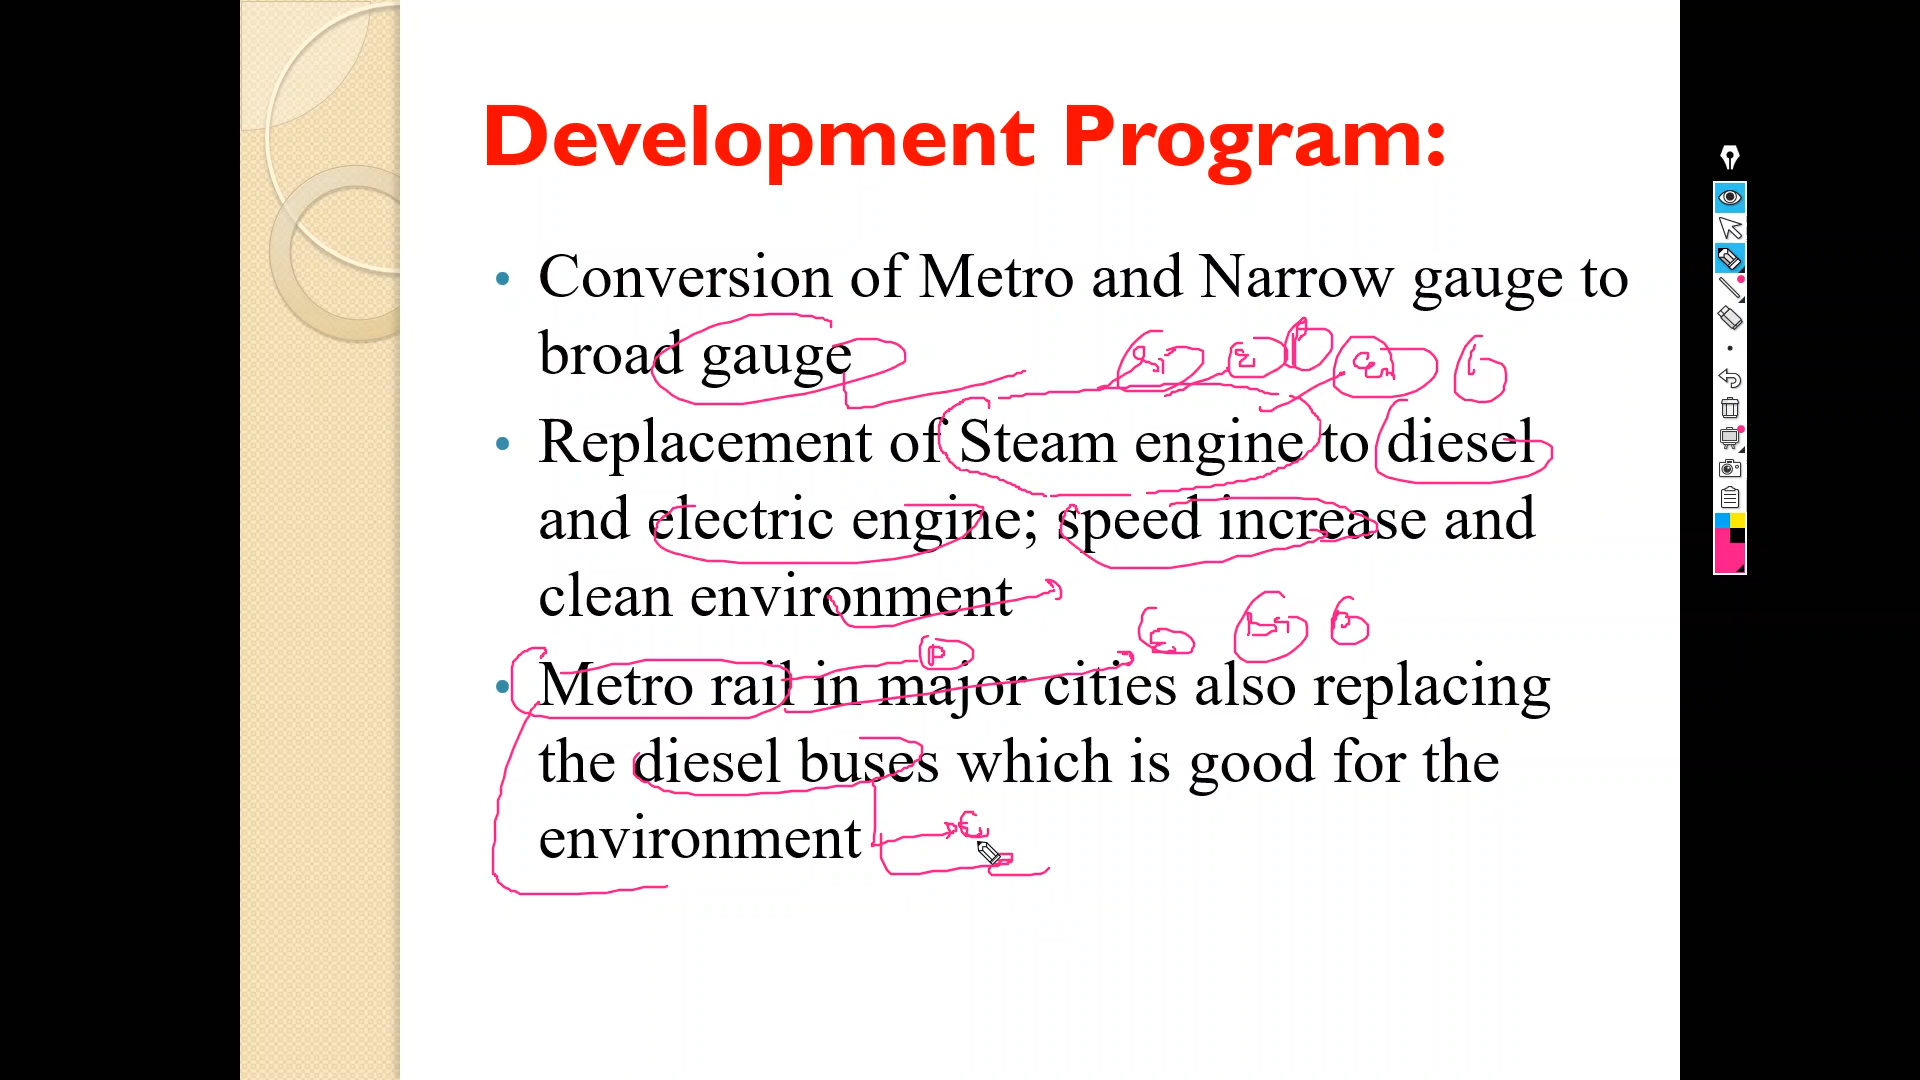 Development Program:
• Conversion of Metro and Narrow gauge to
broad gauge
• Replacement of Steam engine to diesel
and electric engine; speed increase and
clean environment
• Metro rail in major cities also replacing
the diesel buses which is good for the
environment